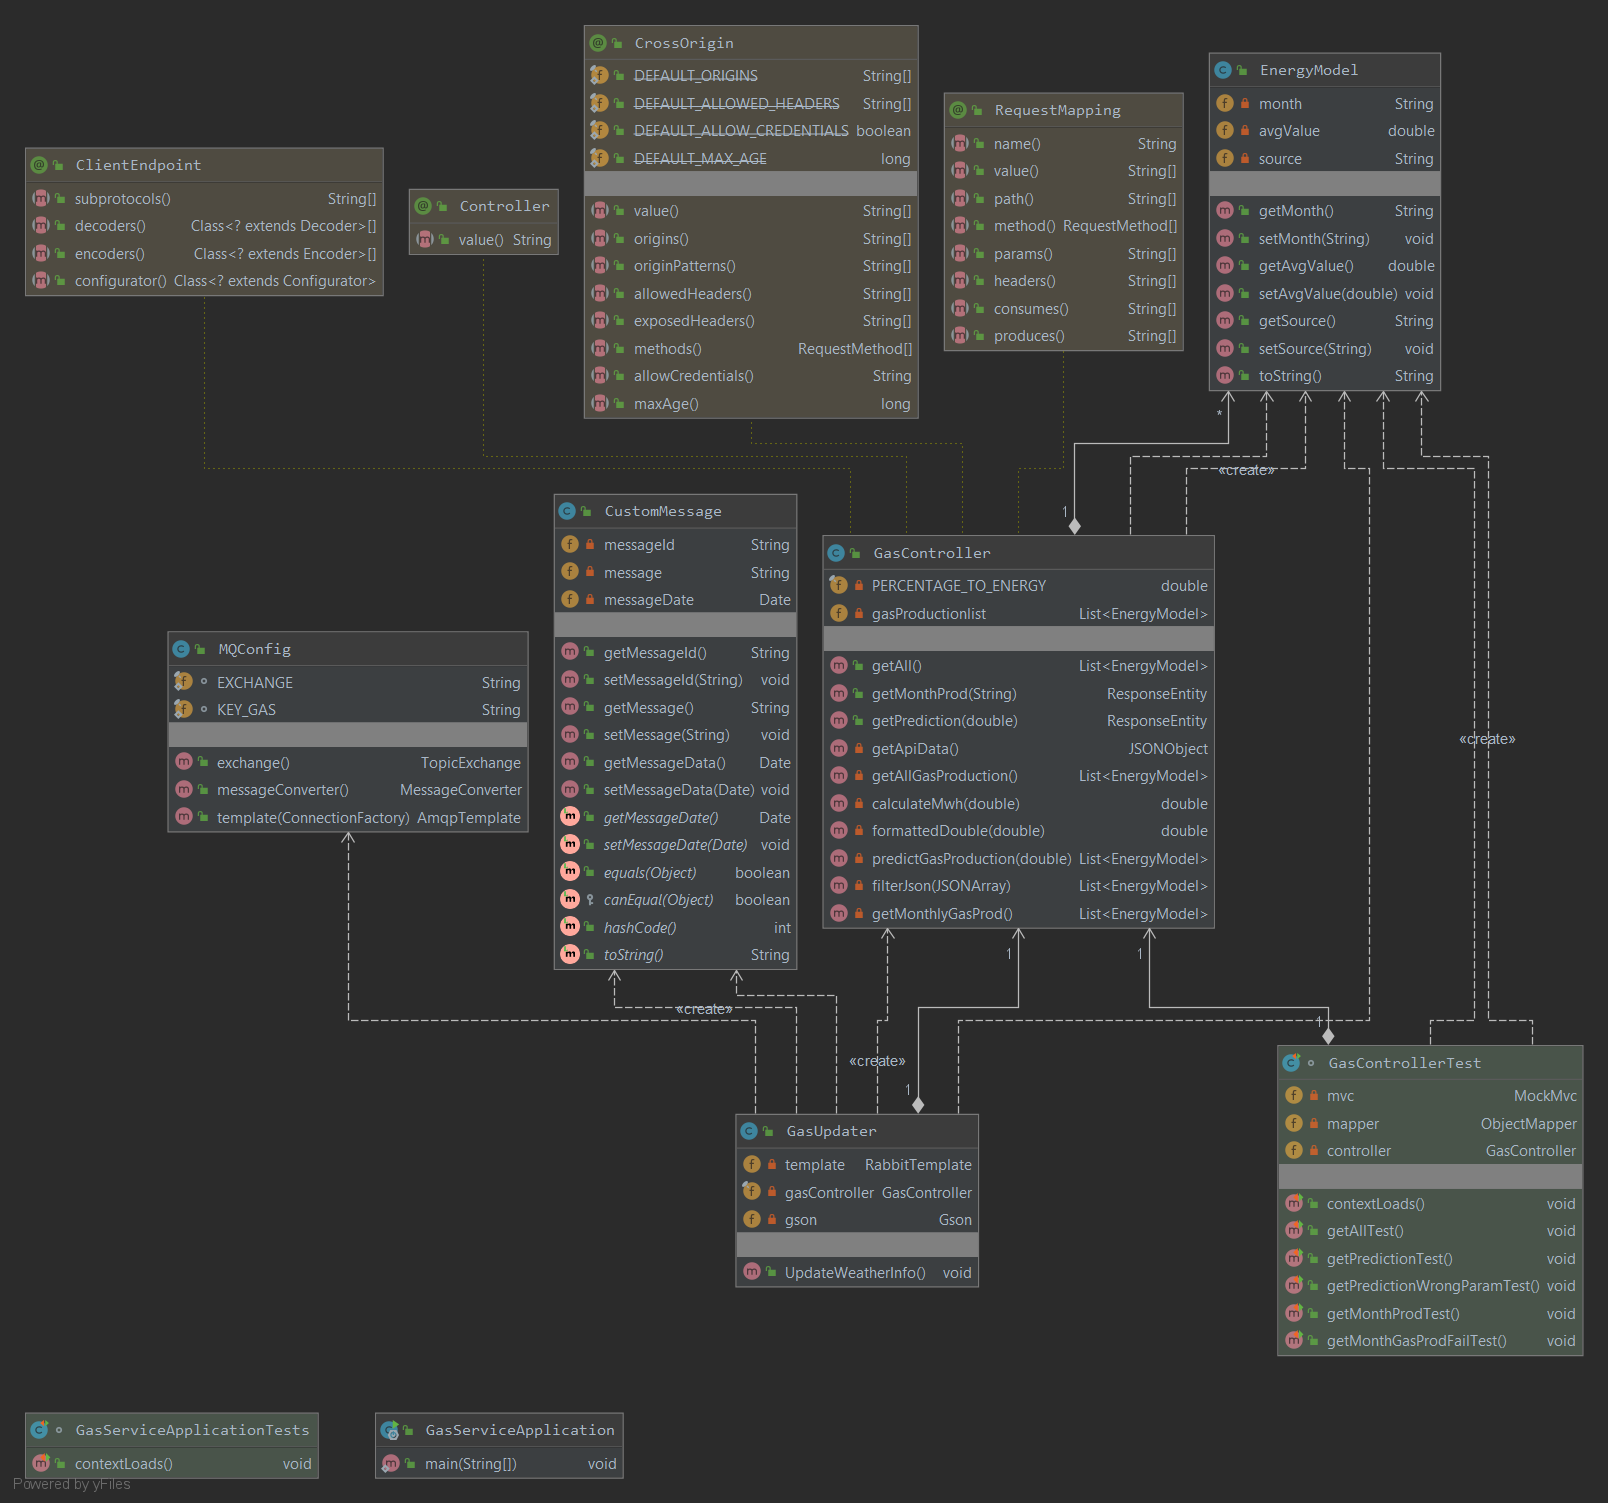 CrossOrigin
DEFAULT_ORIGINS String[]
DEFAULT_ALLOWED_HEADERS String[]
DEFAULT_ALLOW_CREDENTIALS boolean
DEFAULT_MAX_AGE long
value() String[]
origins() String[]
originPatterns() String[]
allowedHeaders() String[]
exposedHeaders() String[]
methods() RequestMethod[]
allowCredentials() String
maxAge() long
EnergyModel
month String
avgValue double
source String
getMonth() String
setMonth(String) void
getAvgValue() double
setAvgValue(double) void
getSource() String
setSource(String) void
toString() String
RequestMapping
name() String
value() String[]
path() String[]
method() RequestMethod[]
params() String[]
headers() String[]
consumes() String[]
produces() String[]
ClientEndpoint
subprotocols() String[]
decoders() Class<? extends Decoder>[]
encoders() Class<? extends Encoder>[]
configurator() Class<? extends Configurator>
Controller
value() String
*
«create»
1
CustomMessage
messageId String
message String
messageDate Date
getMessageId() String
setMessageId(String) void
getMessage() String
setMessage(String) void
getMessageData() Date
setMessageData(Date) void
getMessageDate() Date
setMessageDate(Date) void
equals(Object) boolean
canEqual(Object) boolean
hashCode() int
toString() String
GasController
PERCENTAGE_TO_ENERGY double
gasProductionlist List<EnergyModel>
getAll() List<EnergyModel>
getMonthProd(String) ResponseEntity
getPrediction(double) ResponseEntity
getApiData() JSONObject
getAllGasProduction() List<EnergyModel>
calculateMwh(double) double
formattedDouble(double) double
predictGasProduction(double) List<EnergyModel>
filterJson(JSONArray) List<EnergyModel>
getMonthlyGasProd() List<EnergyModel>
MQConfig
EXCHANGE String
KEY_GAS String
exchange() TopicExchange
messageConverter() MessageConverter
template(ConnectionFactory) AmqpTemplate
«create»
1
1
«create»
1
«create»
1
GasControllerTest
mvc MockMvc
mapper ObjectMapper
controller GasController
contextLoads() void
getAllTest() void
getPredictionTest() void
getPredictionWrongParamTest() void
getMonthProdTest() void
getMonthGasProdFailTest() void
GasUpdater
template RabbitTemplate
gasController GasController
gson Gson
UpdateWeatherInfo() void
GasServiceApplicationTests
contextLoads() void
GasServiceApplication
main(String[]) void
Powered by yFiles